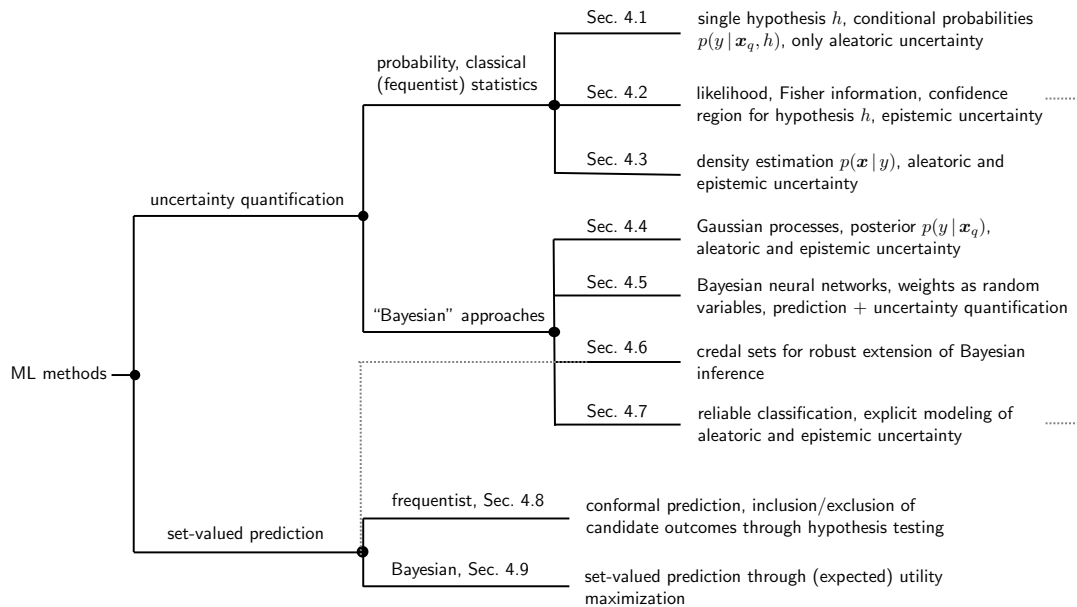 Sec. 4.1
single hypothesis h, conditional probabilities
p(y | x_q, h), only aleatoric uncertainty
probability, classical
(fequentist) statistics
Sec. 4.2
likelihood, Fisher information, confidence
region for hypothesis h, epistemic uncertainty
Sec. 4.3
density estimation p(x | y), aleatoric and
epistemic uncertainty
uncertainty quantification
Sec. 4.4
Gaussian processes, posterior p(y | x_q),
aleatoric and epistemic uncertainty
Sec. 4.5
Bayesian neural networks, weights as random
variables, prediction + uncertainty quantification
“Bayesian” approaches
Sec. 4.6
credal sets for robust extension of Bayesian
inference
ML methods
Sec. 4.7
reliable classification, explicit modeling of
aleatoric and epistemic uncertainty
frequentist, Sec. 4.8
conformal prediction, inclusion/exclusion of
candidate outcomes through hypothesis testing
set-valued prediction
Bayesian, Sec. 4.9
set-valued prediction through (expected) utility
maximization